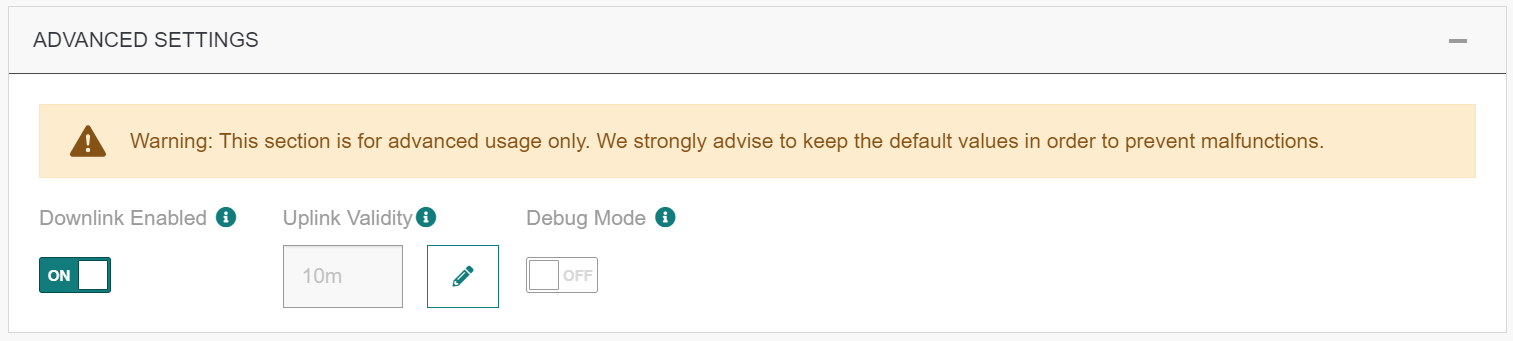 ADVANCED SETTINGS
Warning: This section is for advanced usage only. We strongly advise to keep the default values in order to prevent malfunctions.
Downlink Enabled Uplink Validity Debug Mode
ON 10m OFF